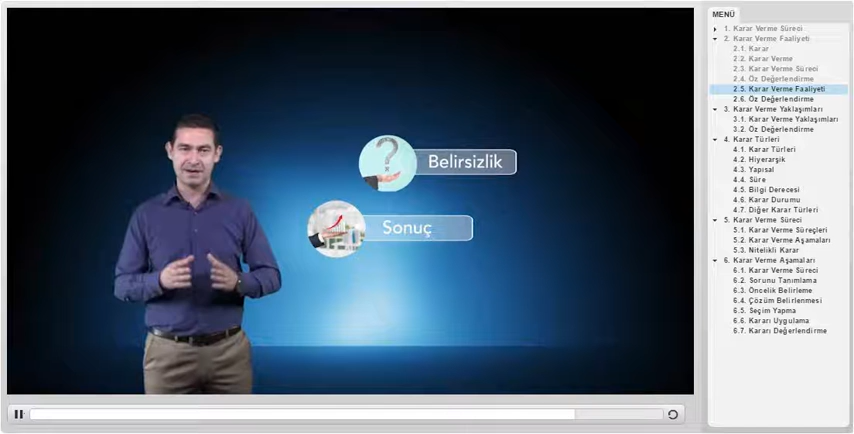 Belirsizlik
Sonuç
MENÜ
1. Karar Verme Süreci
2. Karar Verme Faaliyeti
2.1. Karar
2.2. Karar Verme
2.3. Karar Verme Süreci
2.4. Öz Değerlendirme
2.5. Karar Verme Faaliyeti
2.6. Öz Değerlendirme
3. Karar Verme Yaklaşımları
3.1. Karar Verme Yaklaşımları
3.2. Öz Değerlendirme
4. Karar Türleri
4.1. Karar Türleri
4.2. Hiyerarşik
4.3. Yapısal
4.4. Süre
4.5. Bilgi Derecesi
4.6. Karar Durumu
4.7. Diğer Karar Türleri
5. Karar Verme Süreci
5.1. Karar Verme Süreçleri
5.2. Karar Verme Aşamaları
5.3. Nitelikli Karar
6. Karar Verme Aşamaları
6.1. Karar Verme Süreci
6.2. Sorunu Tanımlama
6.3. Öncelik Belirleme
6.4. Çözüm Belirlenmesi
6.5. Seçim Yapma
6.6. Kararı Uygulama
6.7. Kararı Değerlendirme